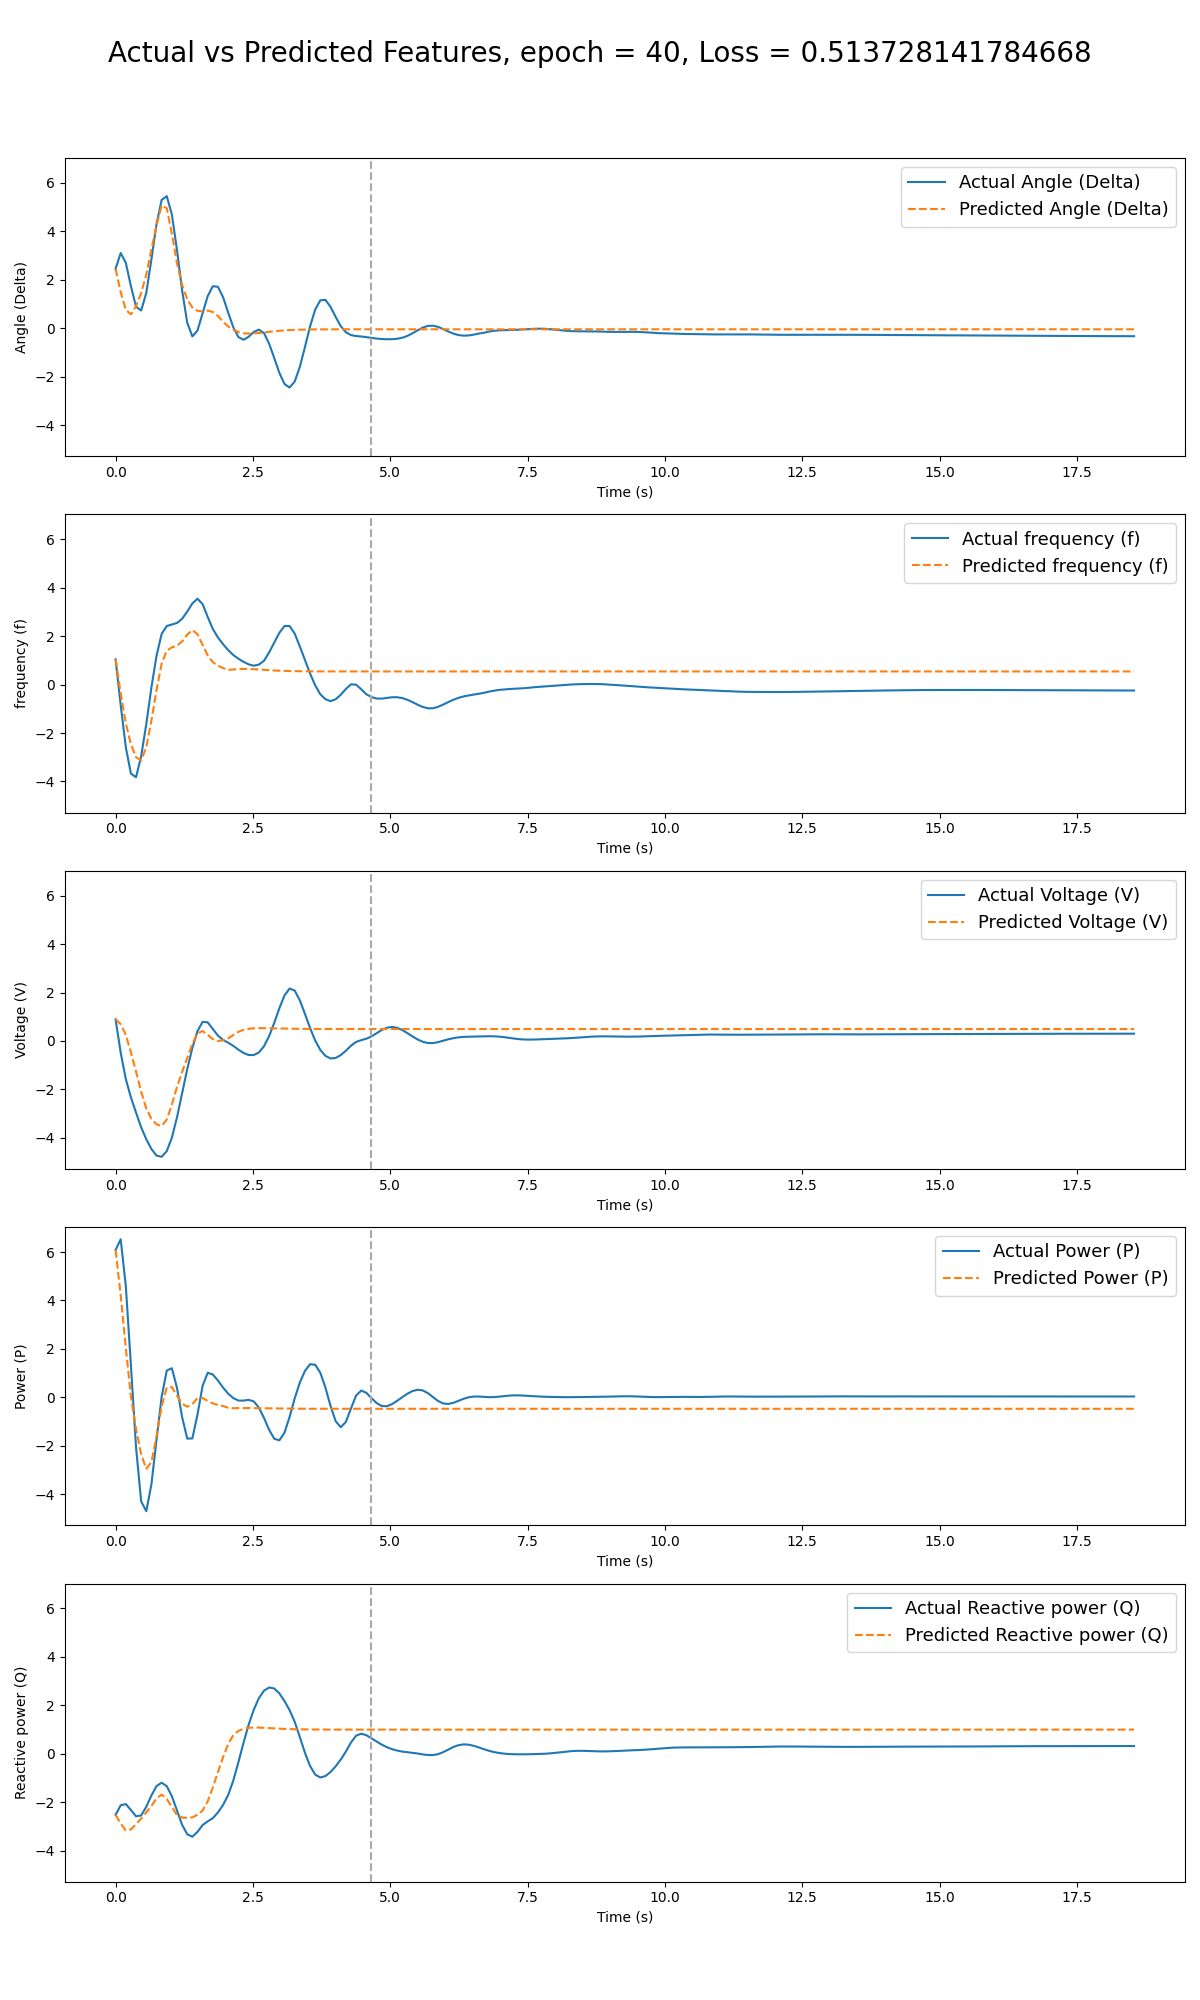 Actual vs Predicted Features, epoch = 40, Loss = 0.513728141784668
Actual Angle (Delta)
Predicted Angle (Delta)
Angle (Delta)
6
4
2
0
−2
−4
0.0 2.5 5.0 7.5 10.0 12.5 15.0 17.5
Time (s)
Actual frequency (f)
Predicted frequency (f)
frequency (f)
6
4
2
0
−2
−4
0.0 2.5 5.0 7.5 10.0 12.5 15.0 17.5
Time (s)
Actual Voltage (V)
Predicted Voltage (V)
Voltage (V)
6
4
2
0
−2
−4
0.0 2.5 5.0 7.5 10.0 12.5 15.0 17.5
Time (s)
Actual Power (P)
Predicted Power (P)
Power (P)
6
4
2
0
−2
−4
0.0 2.5 5.0 7.5 10.0 12.5 15.0 17.5
Time (s)
Actual Reactive power (Q)
Predicted Reactive power (Q)
Reactive power (Q)
6
4
2
0
−2
−4
0.0 2.5 5.0 7.5 10.0 12.5 15.0 17.5
Time (s)